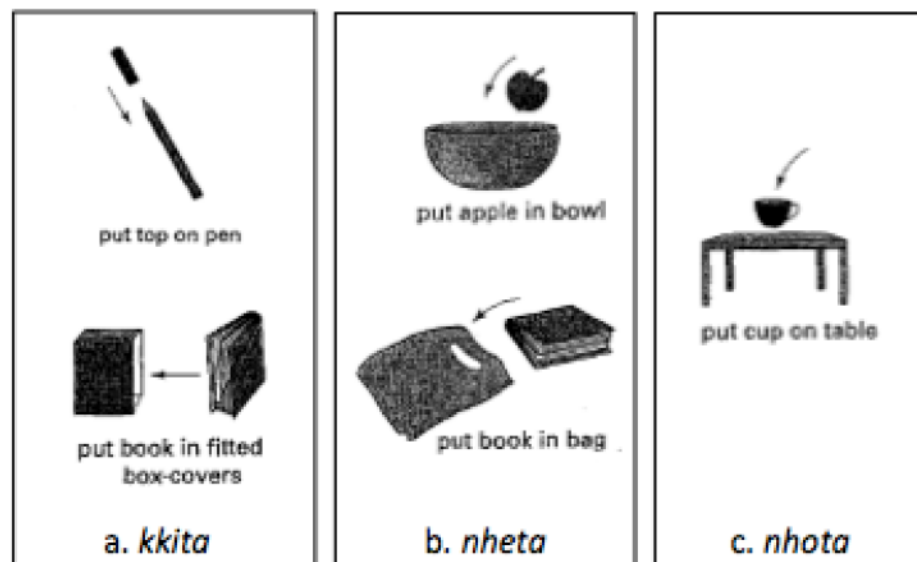 put top on pen
put book in fitted
box-covers
a. kkita
put apple in bowl
put book in bag
b. nheta
put cup on table
c. nhota